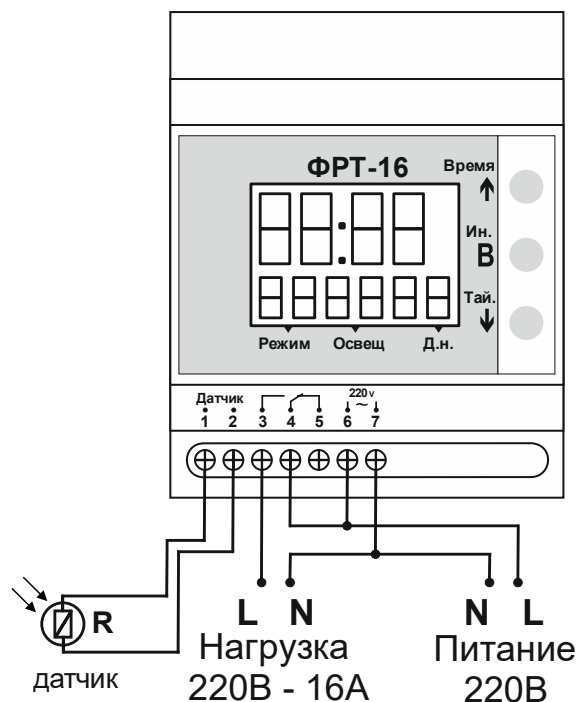 ФРТ-16
Время
Ин.
В
Тай.
Режим Освещ Д.н.
Датчик 220 v
~
1 2 3 4 5 6 7
R
датчик
L N
Нагрузка
220В - 16А
N L
Питание
220В